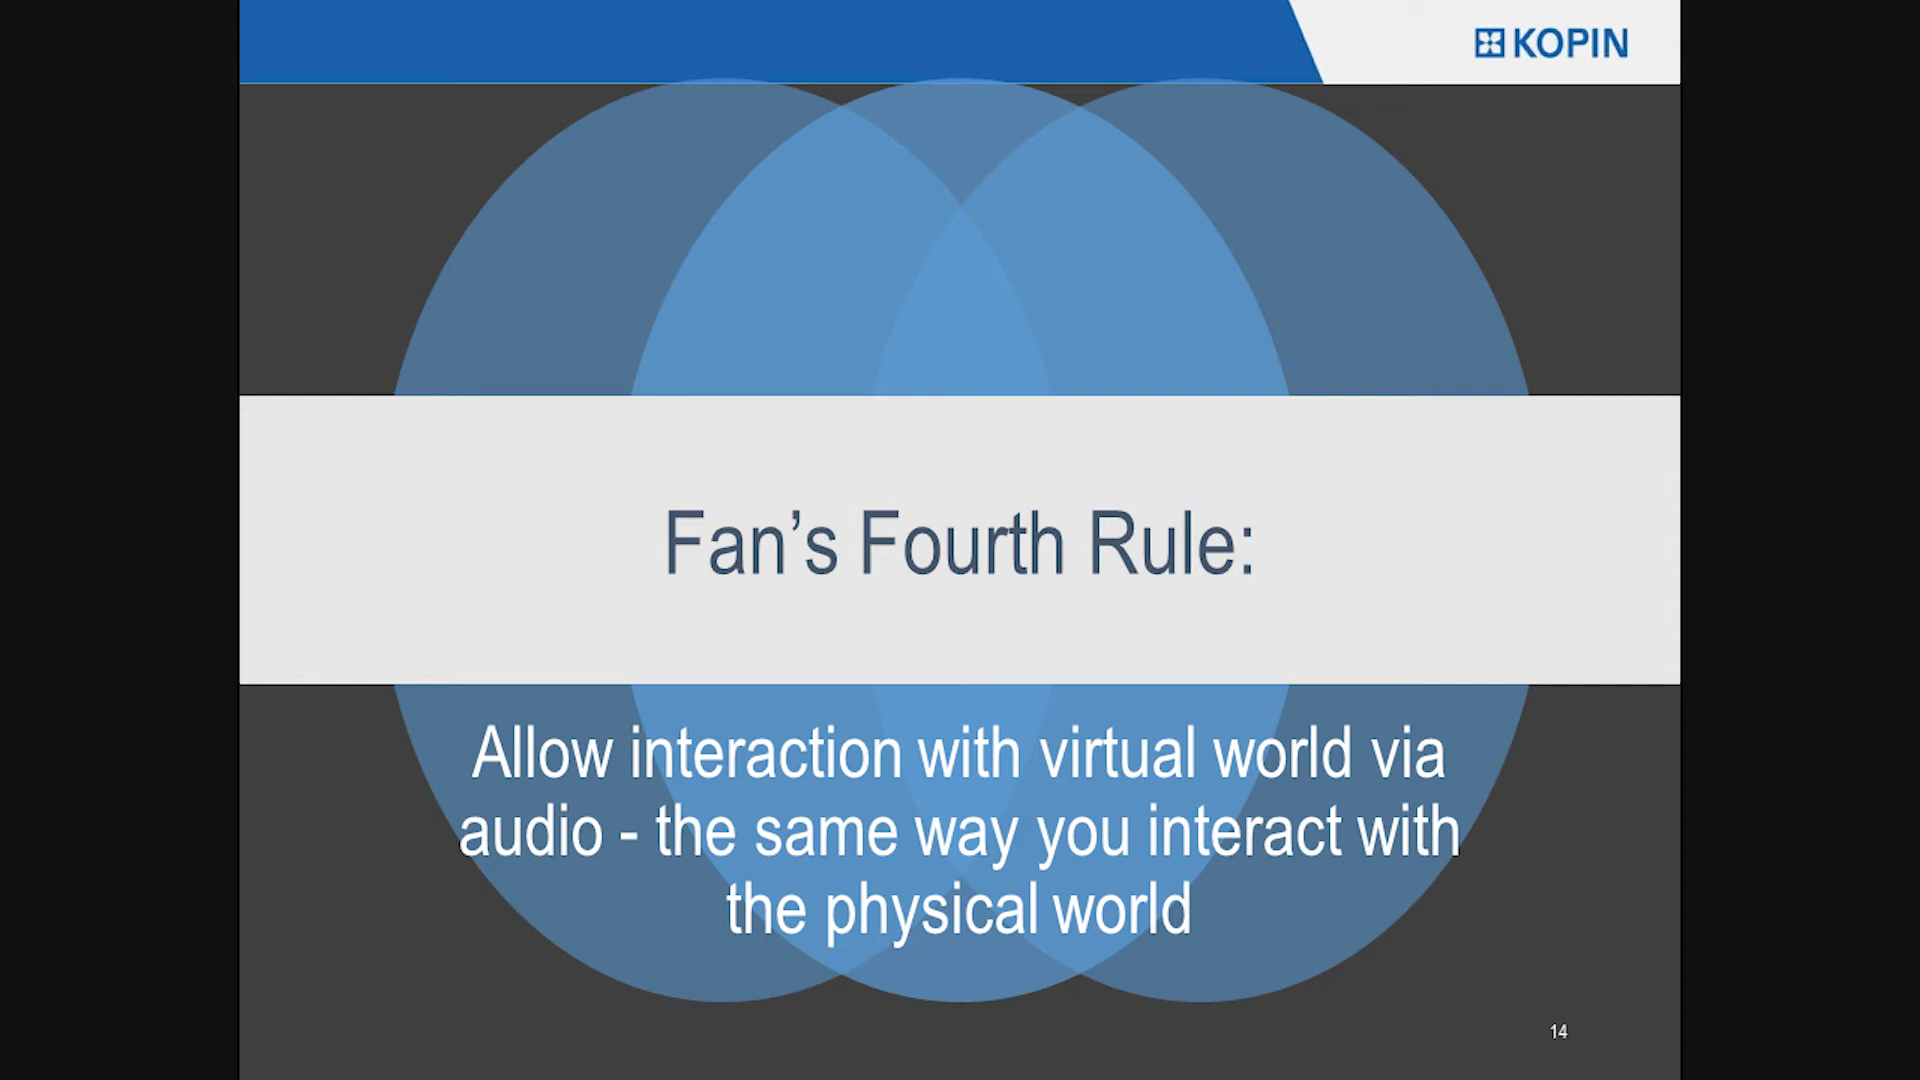 KOPIN
Fan’s Fourth Rule:
Allow interaction with virtual world via
audio - the same way you interact with
the physical world
14